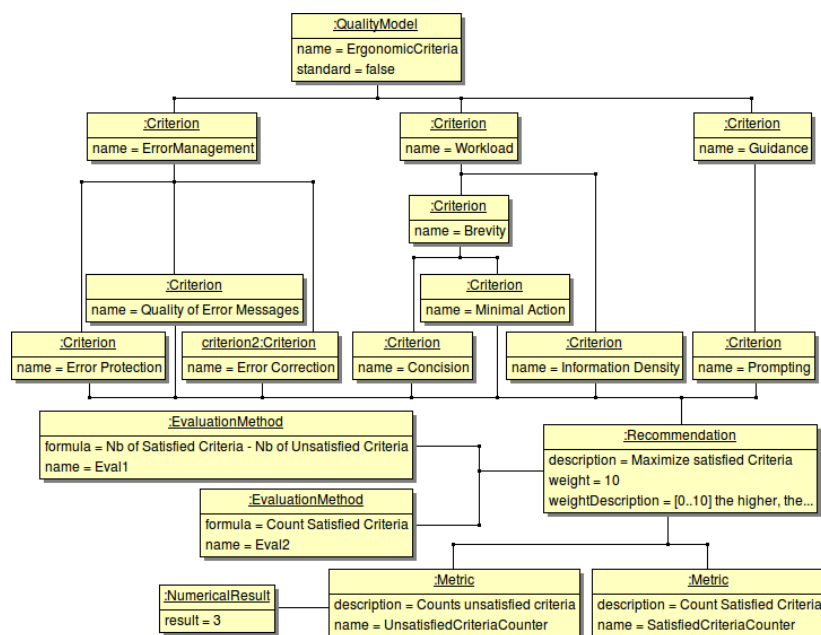 :QualityModel
name = ErgonomicCriteria
standard = false
:Criterion
name = ErrorManagement
:Criterion
name = Workload
:Criterion
name = Guidance
:Criterion
name = Brevity
:Criterion
name = Quality of Error Messages
:Criterion
name = Minimal Action
:Criterion
name = Error Protection
criterion2:Criterion
name = Error Correction
:Criterion
name = Concision
:Criterion
name = Information Density
:Criterion
name = Prompting
:EvaluationMethod
formula = Nb of Satisfied Criteria - Nb of Unsatisfied Criteria
name = Eval1
:Recommendation
description = Maximize satisfied Criteria
weight = 10
weightDescription = [0..10] the higher, the...
:EvaluationMethod
formula = Count Satisfied Criteria
name = Eval2
:NumericalResult
result = 3
:Metric
description = Counts unsatisfied criteria
name = UnsatisfiedCriteriaCounter
:Metric
description = Count Satisfied Criteria
name = SatisfiedCriteriaCounter